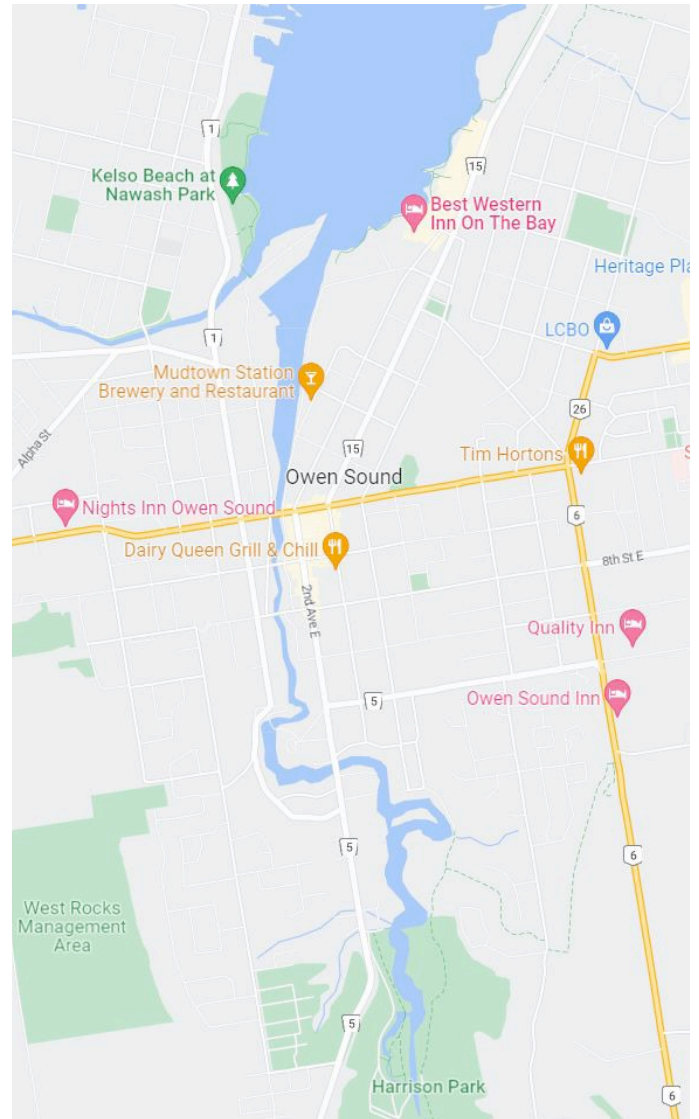 1
15
Kelso Beach at
Nawash Park
Best Western
Inn On The Bay
Heritage Pla
LCBO
1
Mudtown Station
Brewery and Restaurant
26
Alpha St
15
Tim Hortons
S
Owen Sound
Nights Inn Owen Sound
6
Dairy Queen Grill & Chill
8th St E
2nd Ave E
Quality Inn
5
Owen Sound Inn
5
6
West Rocks
Management
Area
5
Harrison Park
6